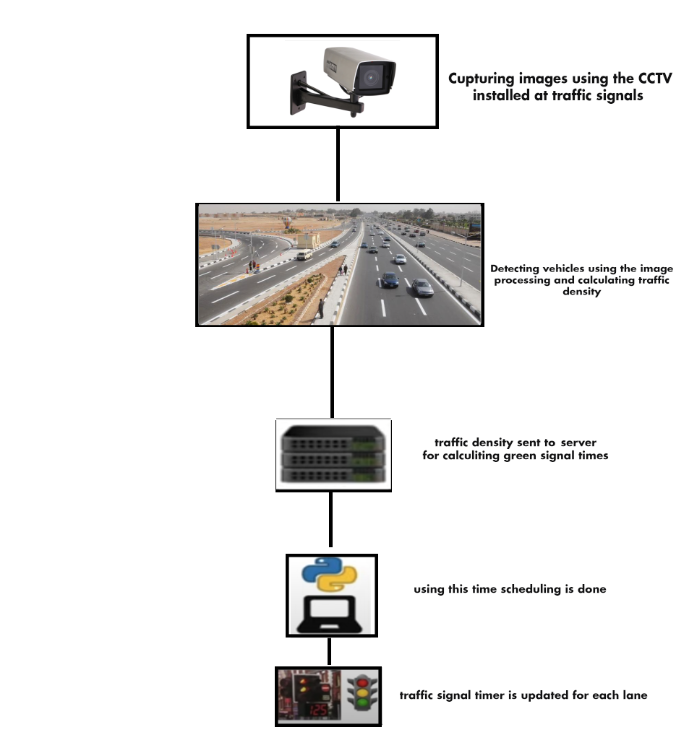 Cupturing images using the CCTV
installed at traffic signals
Detecting vehicles using the image
processing and calculating traffic
density
traffic density sent to server
for calculiting green signal times
using this time scheduling is done
traffic signal timer is updated for each lane